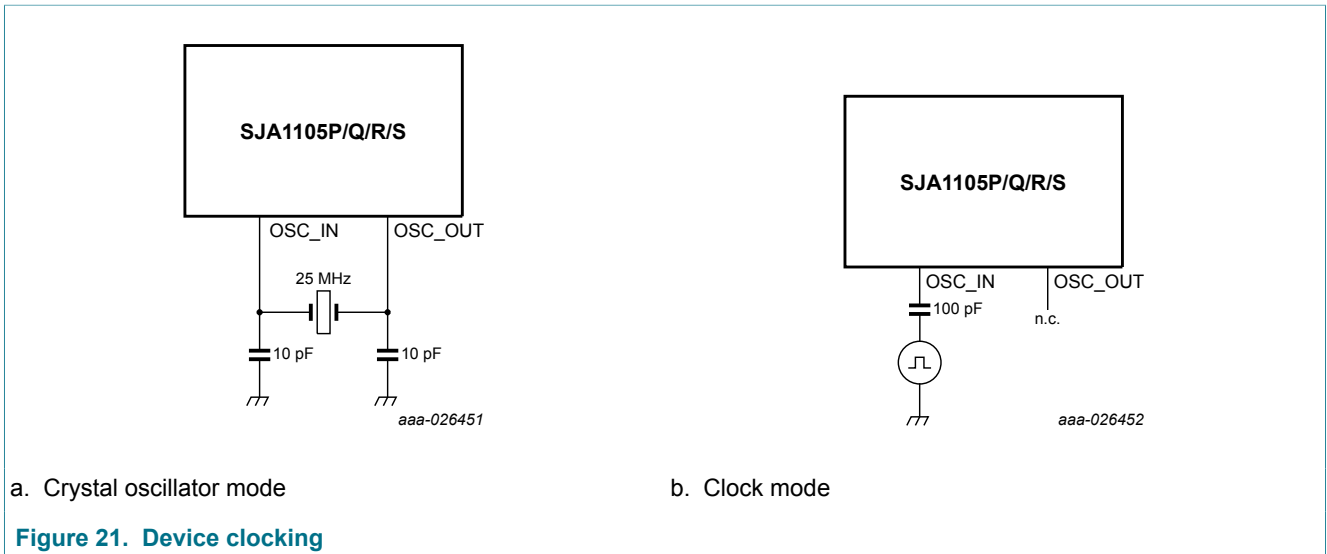 SJA1105P/Q/R/S
OSC_IN
OSC_OUT
25 MHz
10 pF
10 pF
aaa-026451
a. Crystal oscillator mode
SJA1105P/Q/R/S
OSC_IN
OSC_OUT
100 pF
n.c.
aaa-026452
b. Clock mode
Figure 21. Device clocking